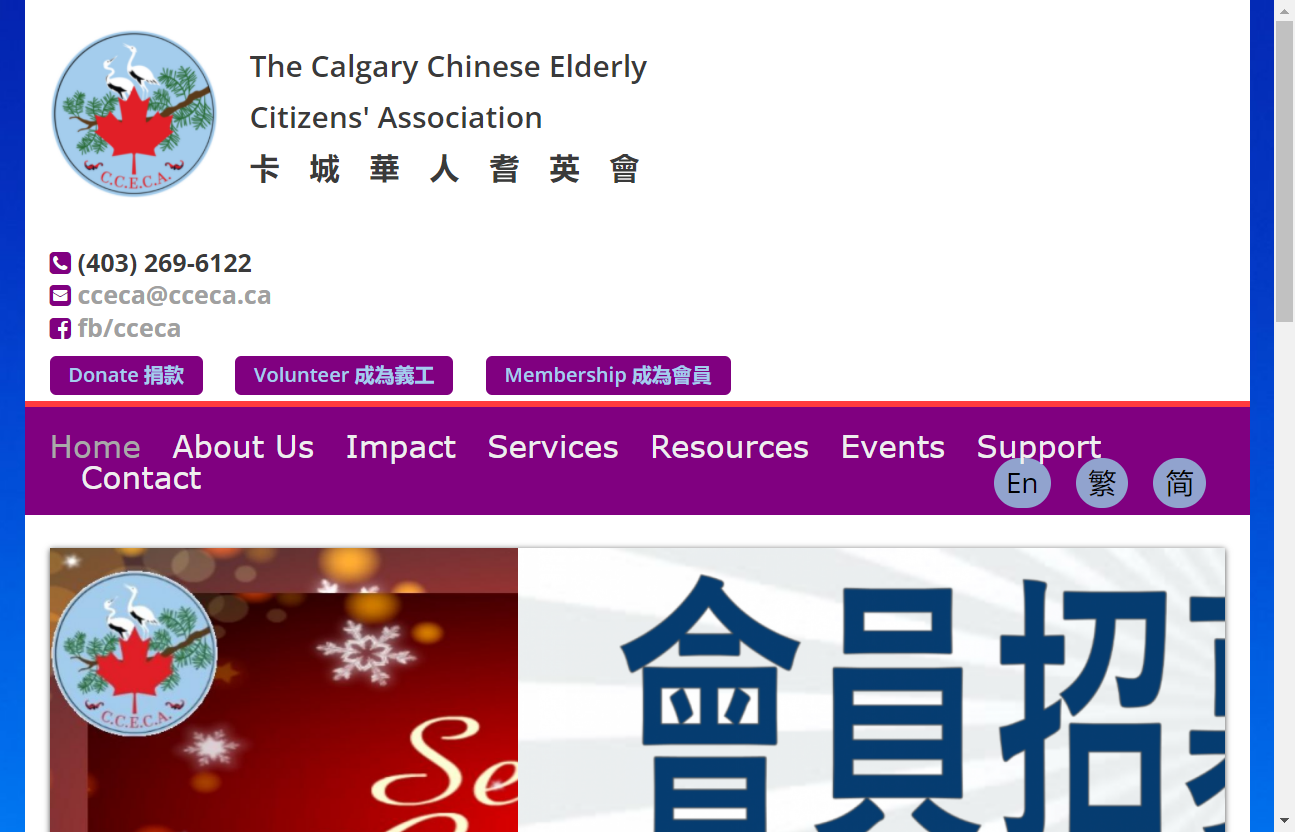 C.C.E.C.A.
The Calgary Chinese Elderly
Citizens' Association
卡城華人耆英會
(403) 269-6122
cceca@cceca.ca
fb/cceca
Donate 捐款
Volunteer 成為義工
Membership 成為會員
Home About Us Impact Services Resources Events Support
Contact
En 繁 简
C.C.E.C.A.
會員招